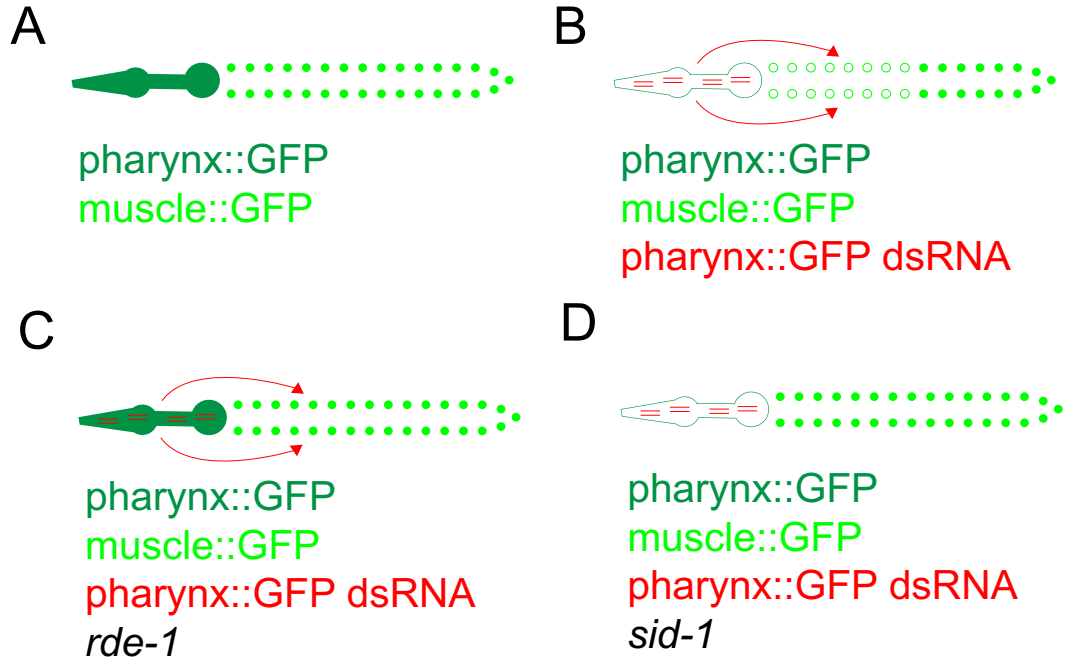 A
pharynx::GFP
muscle::GFP
B
pharynx::GFP
muscle::GFP
pharynx::GFP dsRNA
C
pharynx::GFP
muscle::GFP
pharynx::GFP dsRNA
rde-1
D
pharynx::GFP
muscle::GFP
pharynx::GFP dsRNA
sid-1